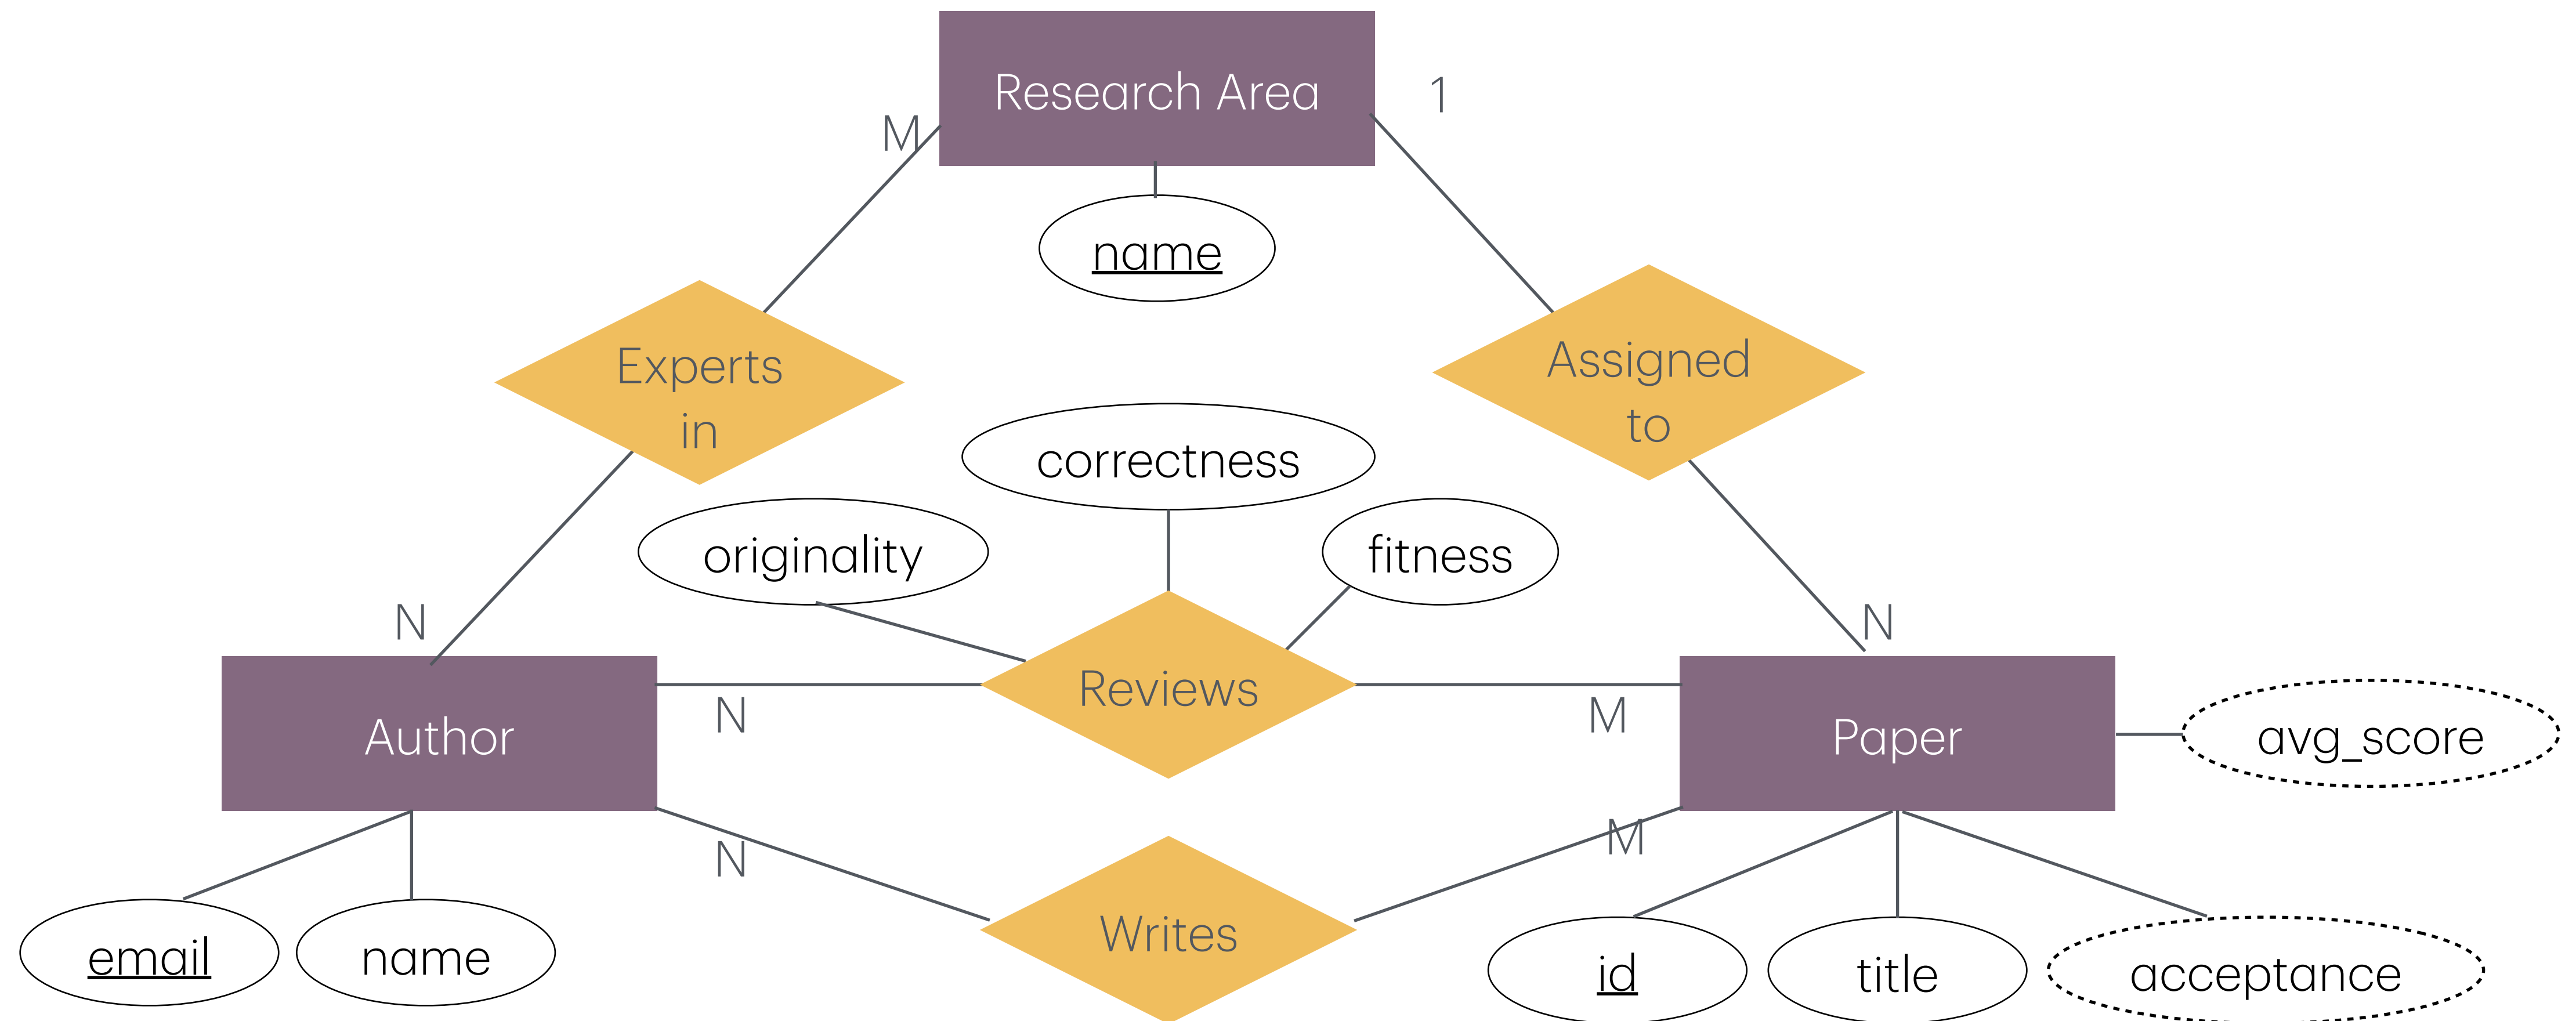 Research Area
1
M
name
Experts
in
Assigned
to
correctness
originality
fitness
N
N
Reviews
Author
N
M
Paper
avg_score
N
M
Writes
email
name
id
title
acceptance